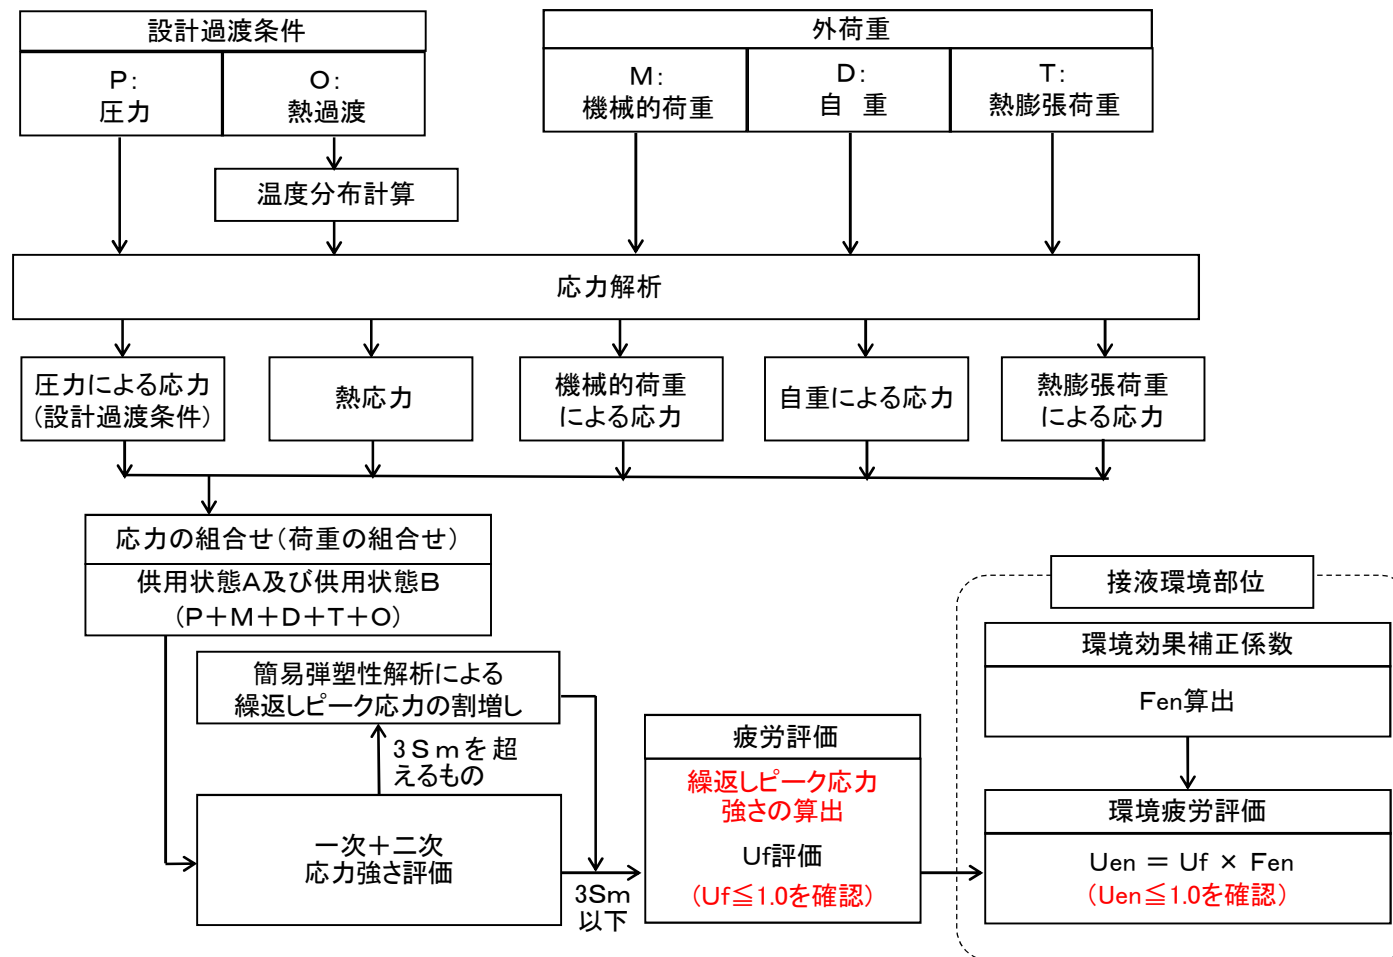 設計過渡条件
P：
圧力
O：
熱過渡
外荷重
M：
機械的荷重
D：
自　重
T：
熱膨張荷重
温度分布計算
応力解析
圧力による応力
(設計過渡条件)
熱応力
機械的荷重
による応力
自重による応力
熱膨張荷重
による応力
応力の組合せ(荷重の組合せ)
供用状態A及び供用状態B
(P+M+D+T+O)
簡易弾塑性解析による
繰返しピーク応力の割増し
3Smを超
えるもの
一次+二次
応力強さ評価
3Sm
以下
疲労評価
繰返しピーク応力
強さの算出
Uf評価
(Uf≦1.0を確認)
接液環境部位
環境効果補正係数
Fen算出
環境疲労評価
Uen = Uf × Fen
(Uen≦1.0を確認)